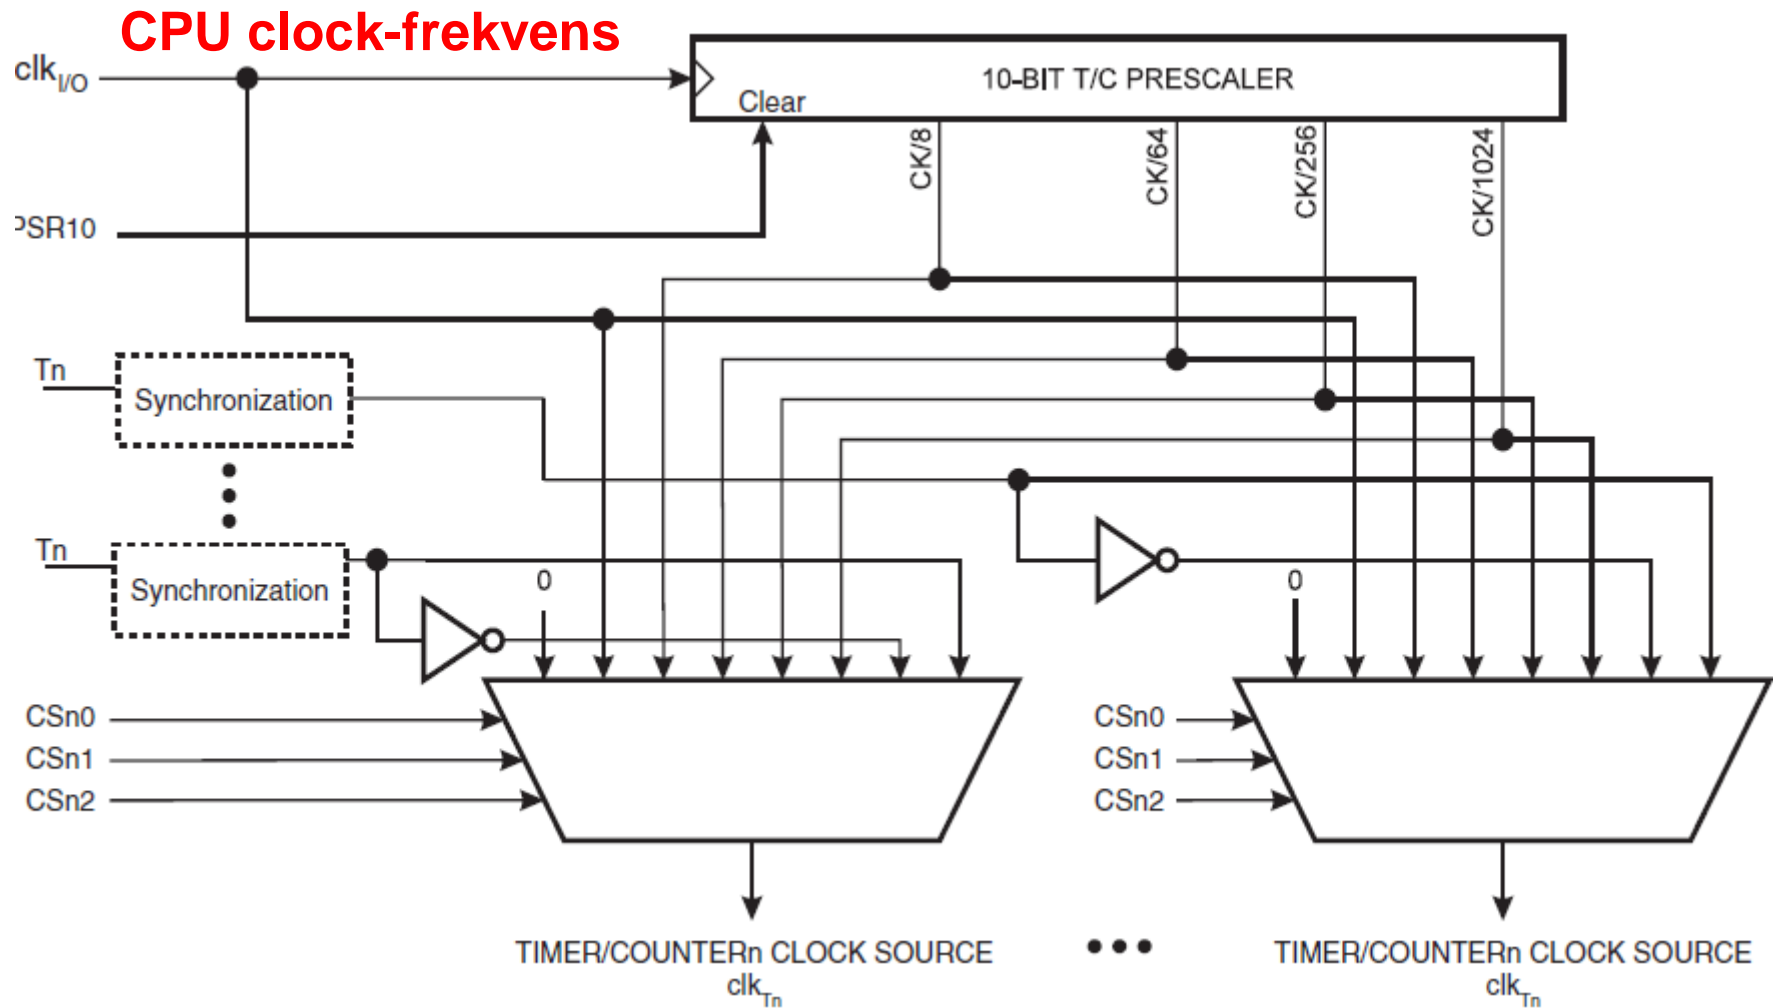 CPU clock-frekvens
clkI/O
10-BIT T/C PRESCALER
Clear
CK/8
CK/64
CK/256
CK/1024
PSR10
Tn
Synchronization
Tn
Synchronization
0
0
CSn0
CSn1
CSn2
CSn0
CSn1
CSn2
TIMER/COUNTERn CLOCK SOURCE
clkTn
TIMER/COUNTERn CLOCK SOURCE
clkTn